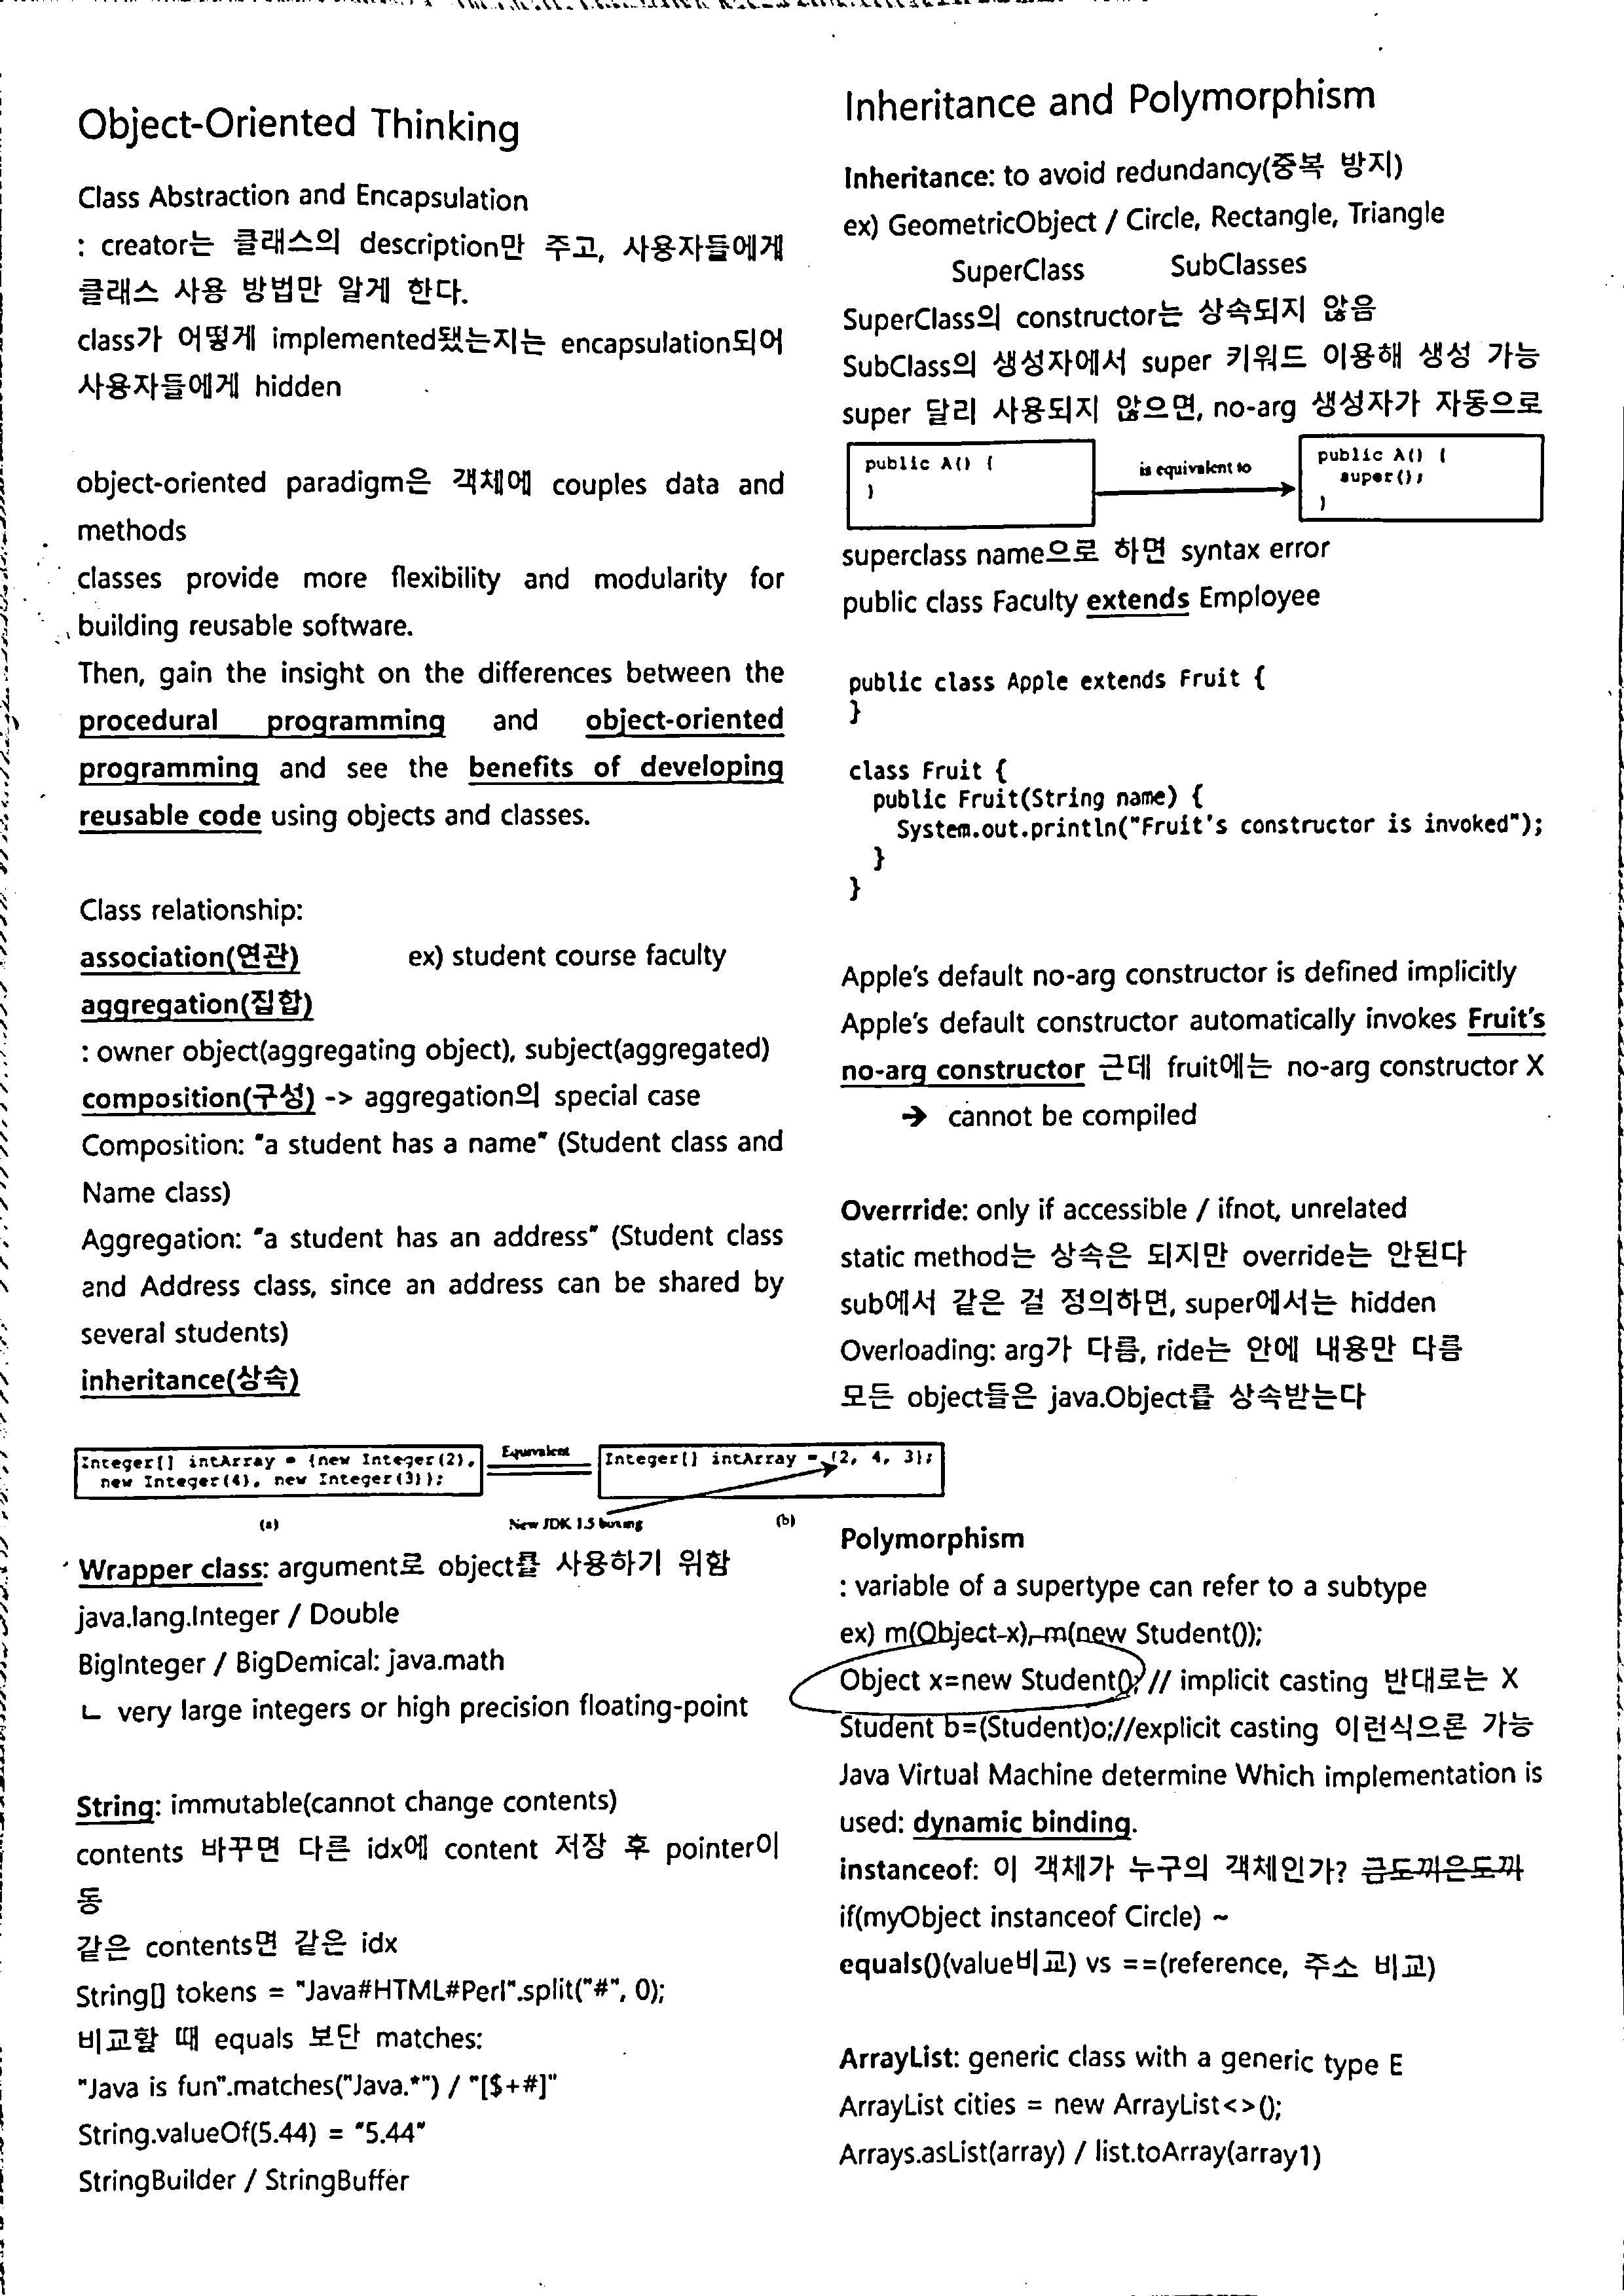 Object-Oriented Thinking
Class Abstraction and Encapsulation
: creator는 클래스의 description만 주고, 사용자들에게
클래스 사용 방법만 알게 한다.
class가 어떻게 implemented됐는지는 encapsulation되어
사용자들에게 hidden
object-oriented paradigm은 객체에 couples data and
methods
classes provide more flexibility and modularity for
building reusable software.
Then, gain the insight on the differences between the
procedural programming and object-oriented
programming and see the benefits of developing
reusable code using objects and classes.
Class relationship:
association(연관) ex) student course faculty
aggregation(집합)
: owner object(aggregating object), subject(aggregated)
composition(구성) -> aggregation의 special case
Composition: "a student has a name" (Student class and
Name class)
Aggregation: "a student has an address" (Student class
and Address class, since an address can be shared by
several students)
inheritance(상속)
Integer[] intArray = {new Integer(2),
new Integer(4), new Integer(3)};
(a)
Equivalent
New JDK 1.5 boxing
Integer[] intArray = {2, 4, 3};
(b)
Wrapper class: argument로 object를 사용하기 위함
java.lang.Integer / Double
BigInteger / BigDemical: java.math
ㄴ very large integers or high precision floating-point
String: immutable(cannot change contents)
contents 바꾸면 다른 idx에 content 저장 후 pointer이
동
같은 contents면 같은 idx
String[] tokens = "Java#HTML#Perl".split("#", 0);
비교할 때 equals 보단 matches:
"Java is fun".matches("Java.*") / "[$+#]"
String.valueOf(5.44) = "5.44"
StringBuilder / StringBuffer
Inheritance and Polymorphism
Inheritance: to avoid redundancy(중복 방지)
ex) GeometricObject / Circle, Rectangle, Triangle
SuperClass SubClasses
SuperClass의 constructor는 상속되지 않음
SubClass의 생성자에서 super 키워드 이용해 생성 가능
super 달리 사용되지 않으면, no-arg 생성자가 자동으로
public A() {
}
is equivalent to
public A() {
super();
}
superclass name으로 하면 syntax error
public class Faculty extends Employee
public class Apple extends Fruit {
}
class Fruit {
public Fruit(String name) {
System.out.println("Fruit's constructor is invoked");
}
}
Apple's default no-arg constructor is defined implicitly
Apple's default constructor automatically invokes Fruit's
no-arg constructor 근데 fruit에는 no-arg constructor X
➔ cannot be compiled
Overrride: only if accessible / ifnot, unrelated
static method는 상속은 되지만 override는 안된다
sub에서 같은 걸 정의하면, super에서는 hidden
Overloading: arg가 다름, ride는 안에 내용만 다름
모든 object들은 java.Object를 상속받는다
Polymorphism
: variable of a supertype can refer to a subtype
ex) m(Object x), m(new Student());
Object x=new Student(); // implicit casting 반대로는 X
Student b=(Student)o;//explicit casting 이런식으론 가능
Java Virtual Machine determine Which implementation is
used: dynamic binding.
instanceof: 이 객체가 누구의 객체인가? 금도끼은도끼
if(myObject instanceof Circle) ~
equals()(value비교) vs ==(reference, 주소 비교)
ArrayList: generic class with a generic type E
ArrayList cities = new ArrayList<>();
Arrays.asList(array) / list.toArray(array1)